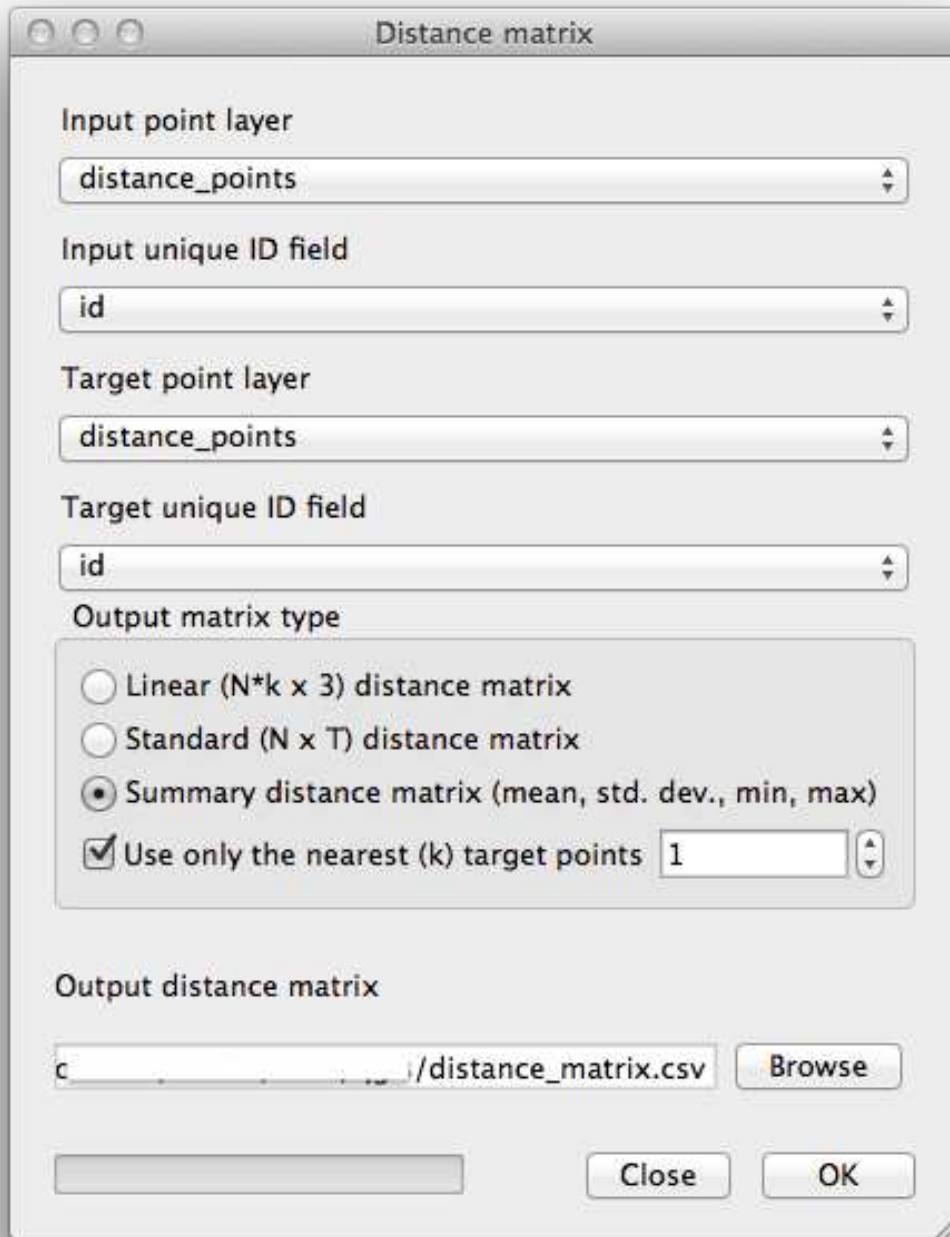 Distance matrix
Input point layer
distance_points
Input unique ID field
id
Target point layer
distance_points
Target unique ID field
id
Output matrix type
Linear (N*k x 3) distance matrix
Standard (N x T) distance matrix
Summary distance matrix (mean, std. dev., min, max)
Use only the nearest (k) target points 1
Output distance matrix
/distance_matrix.csv Browse
Close OK